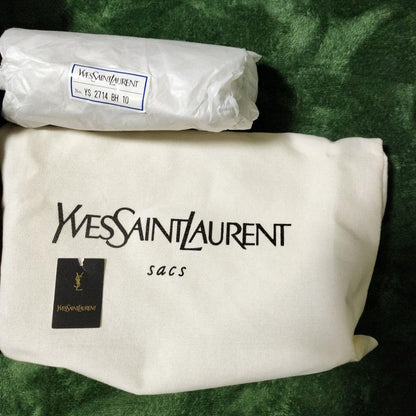 YVESSAINTLAURENT
No. YS 2714 BH 10
YVESSAINTLAURENT
sacs
YSL
YVESSAINTLAURENT